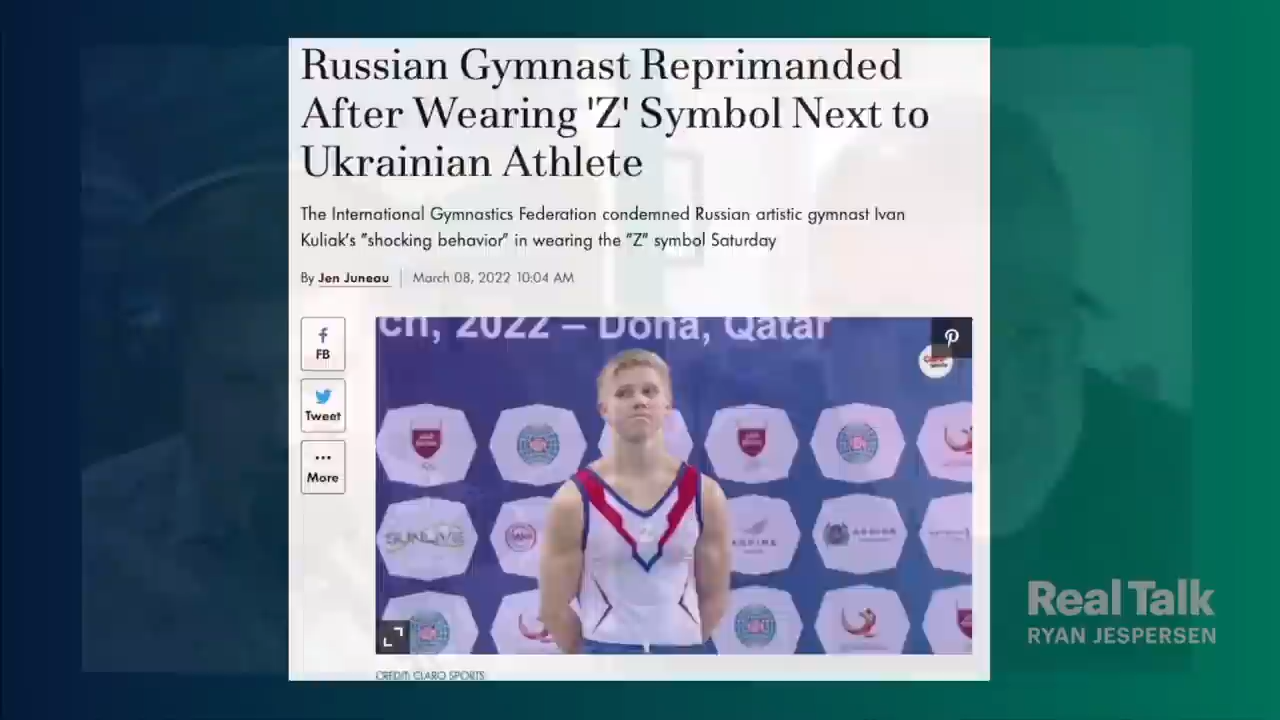 Russian Gymnast Reprimanded
After Wearing 'Z' Symbol Next to
Ukrainian Athlete
The International Gymnastics Federation condemned Russian artistic gymnast Ivan
Kuliak's "shocking behavior" in wearing the "Z" symbol Saturday
By Jen Juneau | March 08, 2022 10:04 AM
FB
Tweet
More
ch, 2022 – Doha, Qatar
SUNLIVE
ASPIRE
CREDIT: CLARO SPORTS
Real Talk
RYAN JESPERSEN